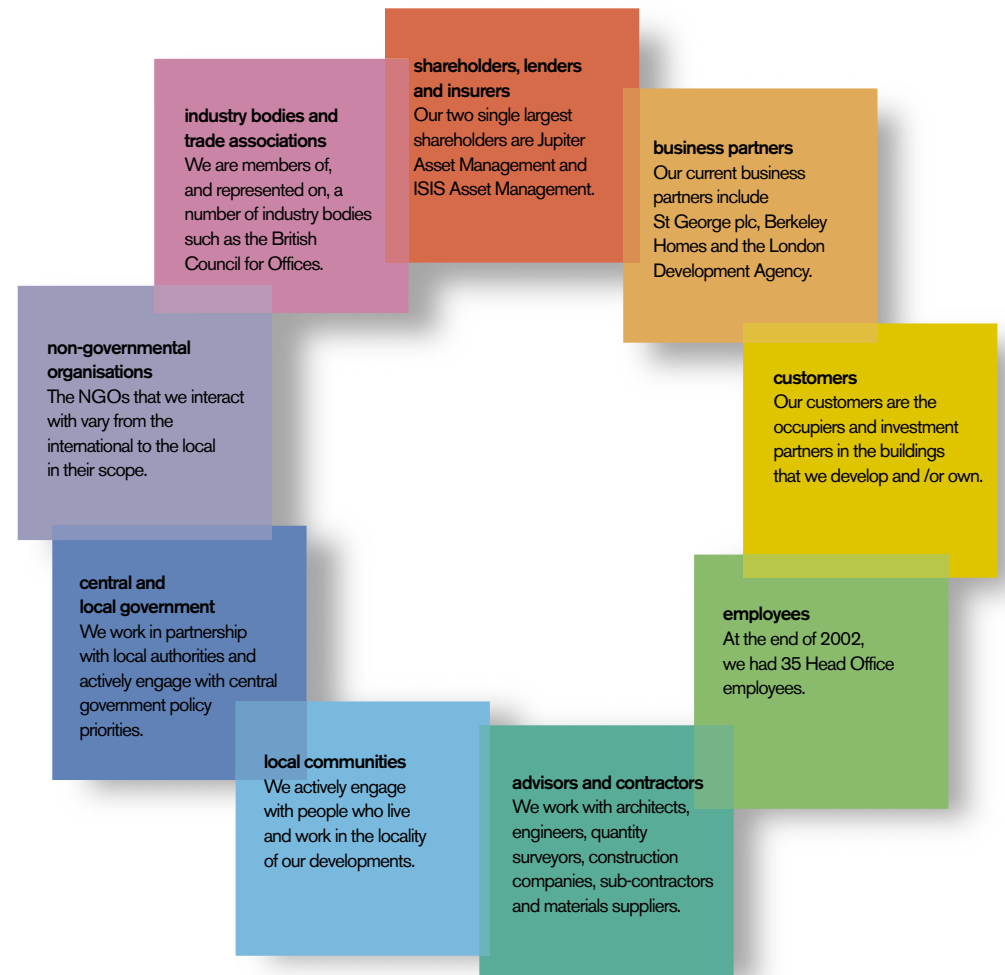 shareholders, lenders
and insurers
Our two single largest
shareholders are Jupiter
Asset Management and
ISIS Asset Management.
business partners
Our current business
partners include
St George plc, Berkeley
Homes and the London
Development Agency.
customers
Our customers are the
occupiers and investment
partners in the buildings
that we develop and /or own.
employees
At the end of 2002,
we had 35 Head Office
employees.
advisors and contractors
We work with architects,
engineers, quantity
surveyors, construction
companies, sub-contractors
and materials suppliers.
local communities
We actively engage
with people who live
and work in the locality
of our developments.
central and
local government
We work in partnership
with local authorities and
actively engage with central
government policy
priorities.
non-governmental
organisations
The NGOs that we interact
with vary from the
international to the local
in their scope.
industry bodies and
trade associations
We are members of,
and represented on, a
number of industry bodies
such as the British
Council for Offices.